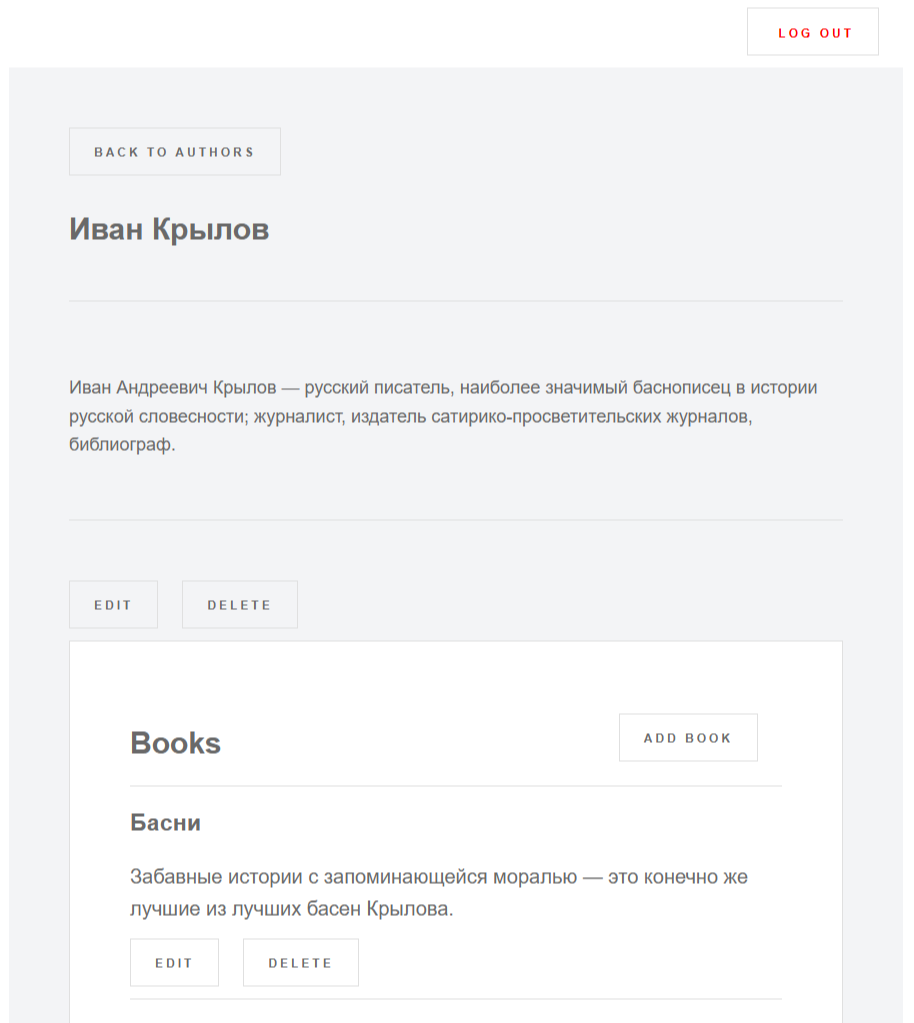 LOG OUT
BACK TO AUTHORS
Иван Крылов
Иван Андреевич Крылов — русский писатель, наиболее значимый баснописец в истории
русской словесности; журналист, издатель сатирико-просветительских журналов,
библиограф.
EDIT DELETE
Books ADD BOOK
Басни
Забавные истории с запоминающейся моралью — это конечно же
лучшие из лучших басен Крылова.
EDIT DELETE